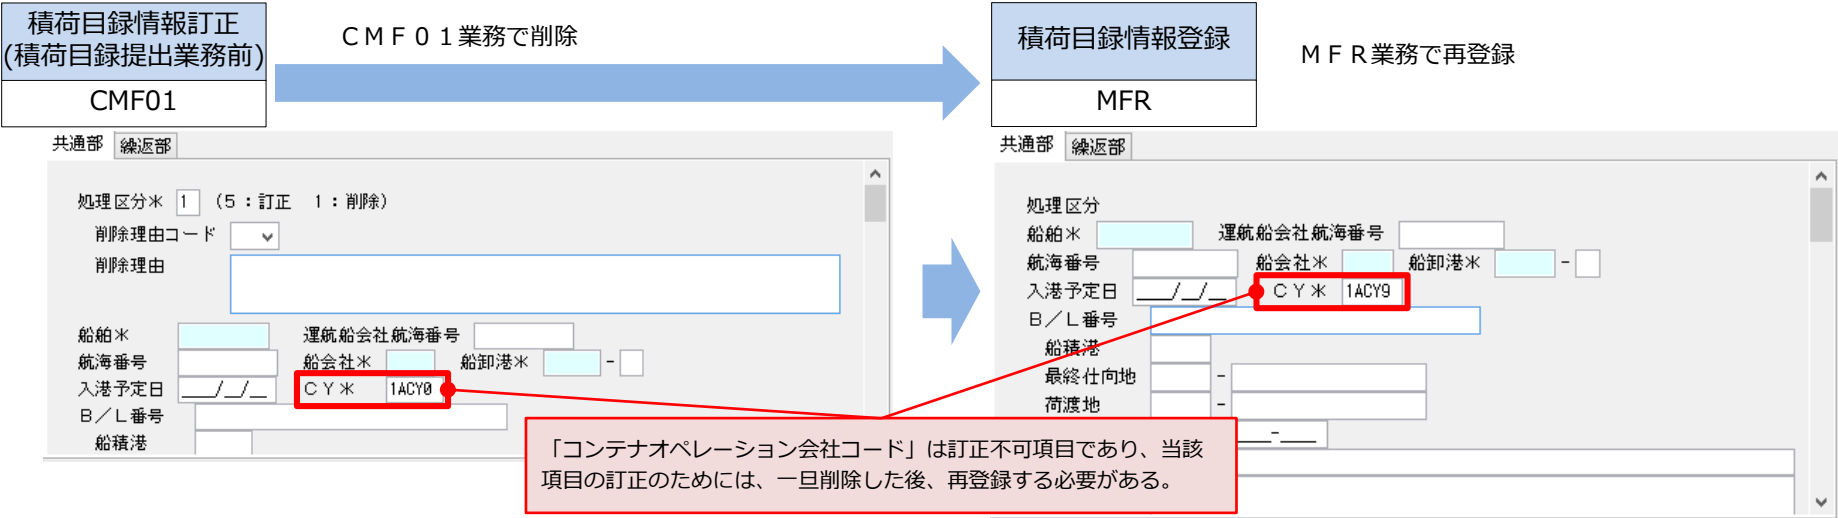 積荷目録情報訂正
(積荷目録提出業務前)
CMF01
ＣＭＦ０１業務で削除
積荷目録情報登録
MFR
ＭＦＲ業務で再登録
共通部 繰返部
処理区分＊ 1 （５：訂正　１：削除）
削除理由コード
削除理由
船舶＊ 運航船会社航海番号
航海番号 船会社＊ 船卸港＊ -
入港予定日 ___/_/__ ＣＹ＊ 1ACY0
Ｂ／Ｌ番号
船積港
共通部 繰返部
処理区分
船舶＊ 運航船会社航海番号
航海番号 船会社＊ 船卸港＊ -
入港予定日 ___/_/__ ＣＹ＊ 1ACY9
Ｂ／Ｌ番号
船積港
最終仕向地 -
荷渡地 -
_-___
「コンテナオペレーション会社コード」は訂正不可項目であり、当該
項目の訂正のためには、一旦削除した後、再登録する必要がある。